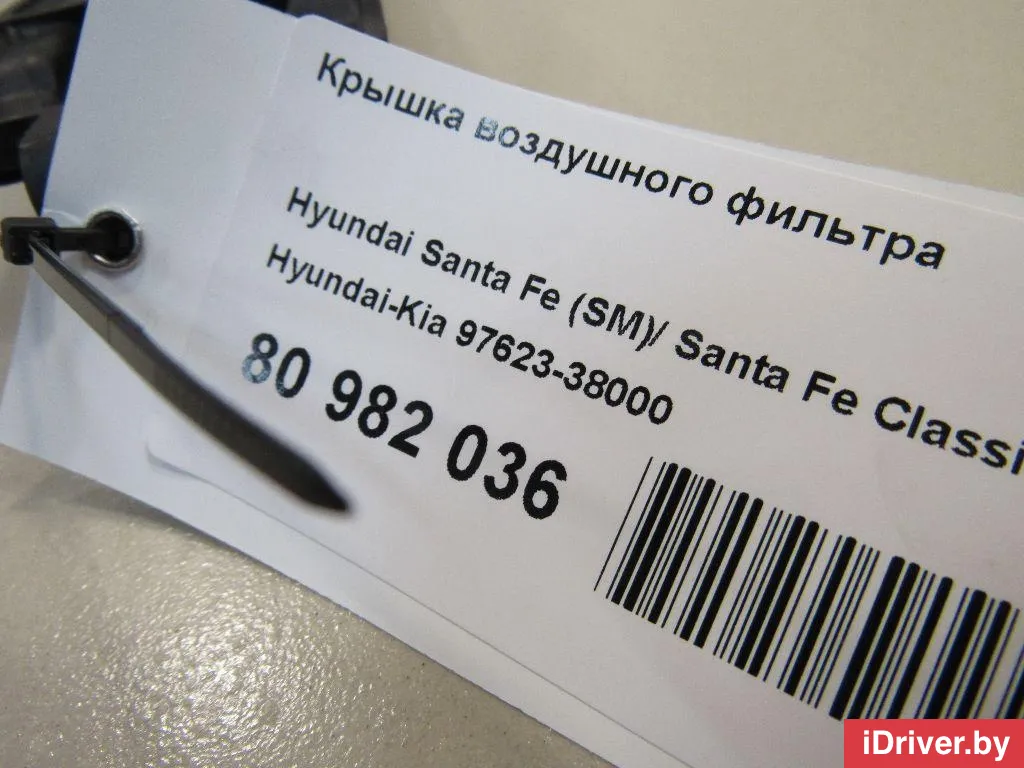 Крышка воздушного фильтра
Hyundai Santa Fe (SM)/ Santa Fe Classi
Hyundai-Kia 97623-38000
80 982 036
iDriver.by